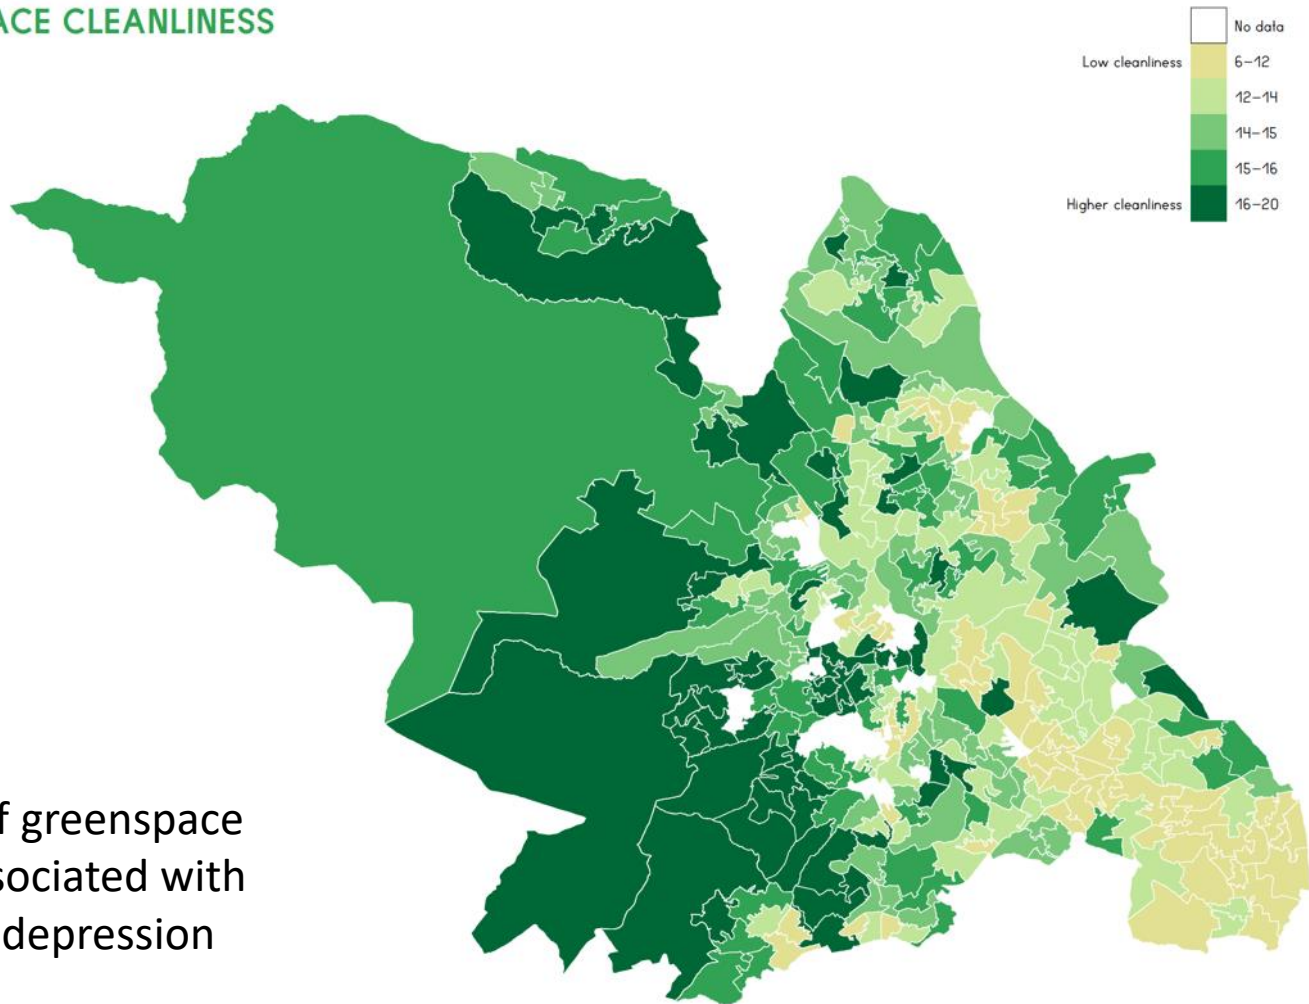 ACE CLEANLINESS
No data
Low cleanliness 6–12
12–14
14–15
15–16
Higher cleanliness 16–20
f greenspace
sociated with
depression